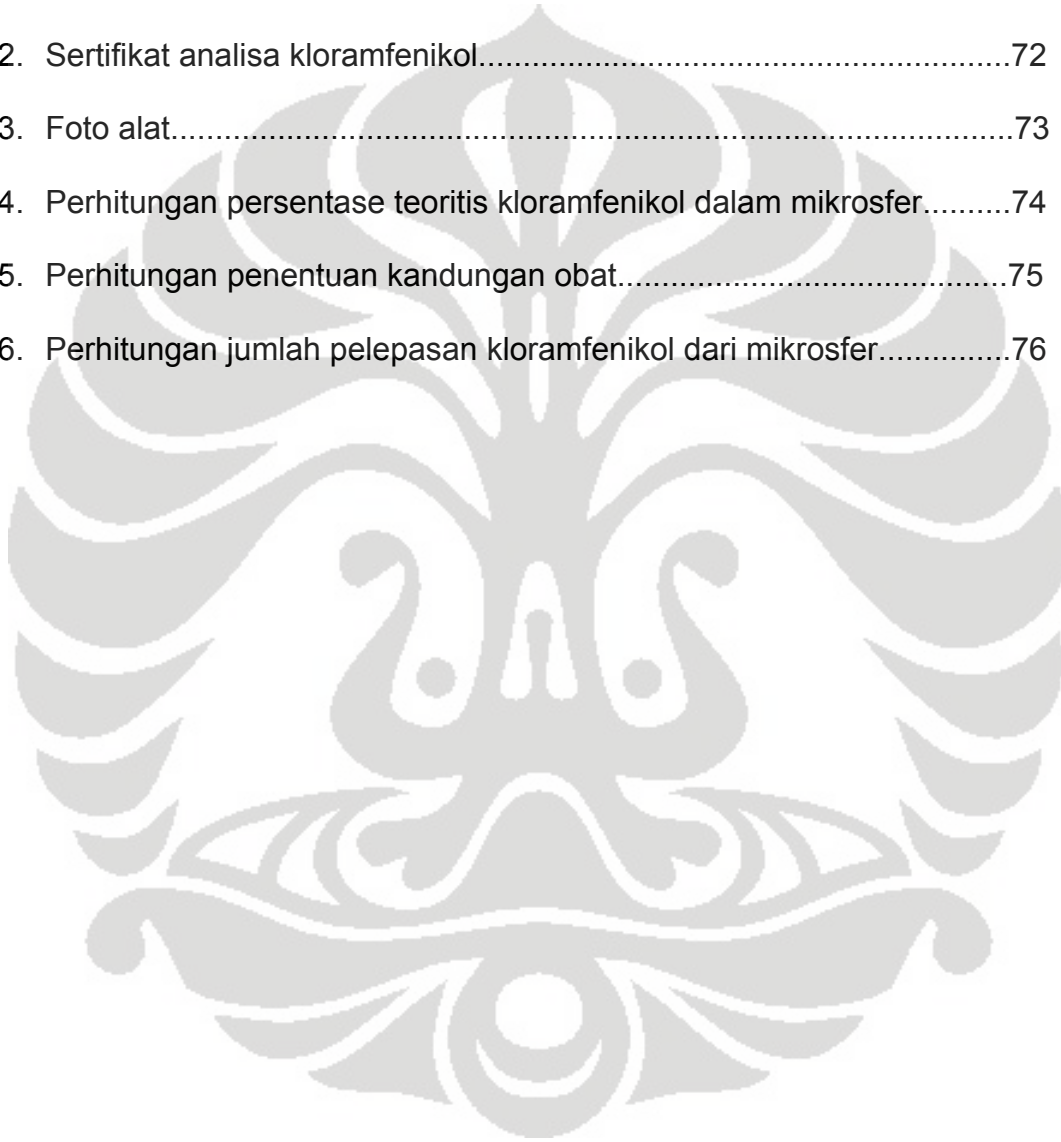 2. Sertifikat analisa kloramfenikol...........................................................72
3. Foto alat.................................................................................................73
4. Perhitungan persentase teoritis kloramfenikol dalam mikrosfer..........74
5. Perhitungan penentuan kandungan obat...........................................75
6. Perhitungan jumlah pelepasan kloramfenikol dari mikrosfer...............76